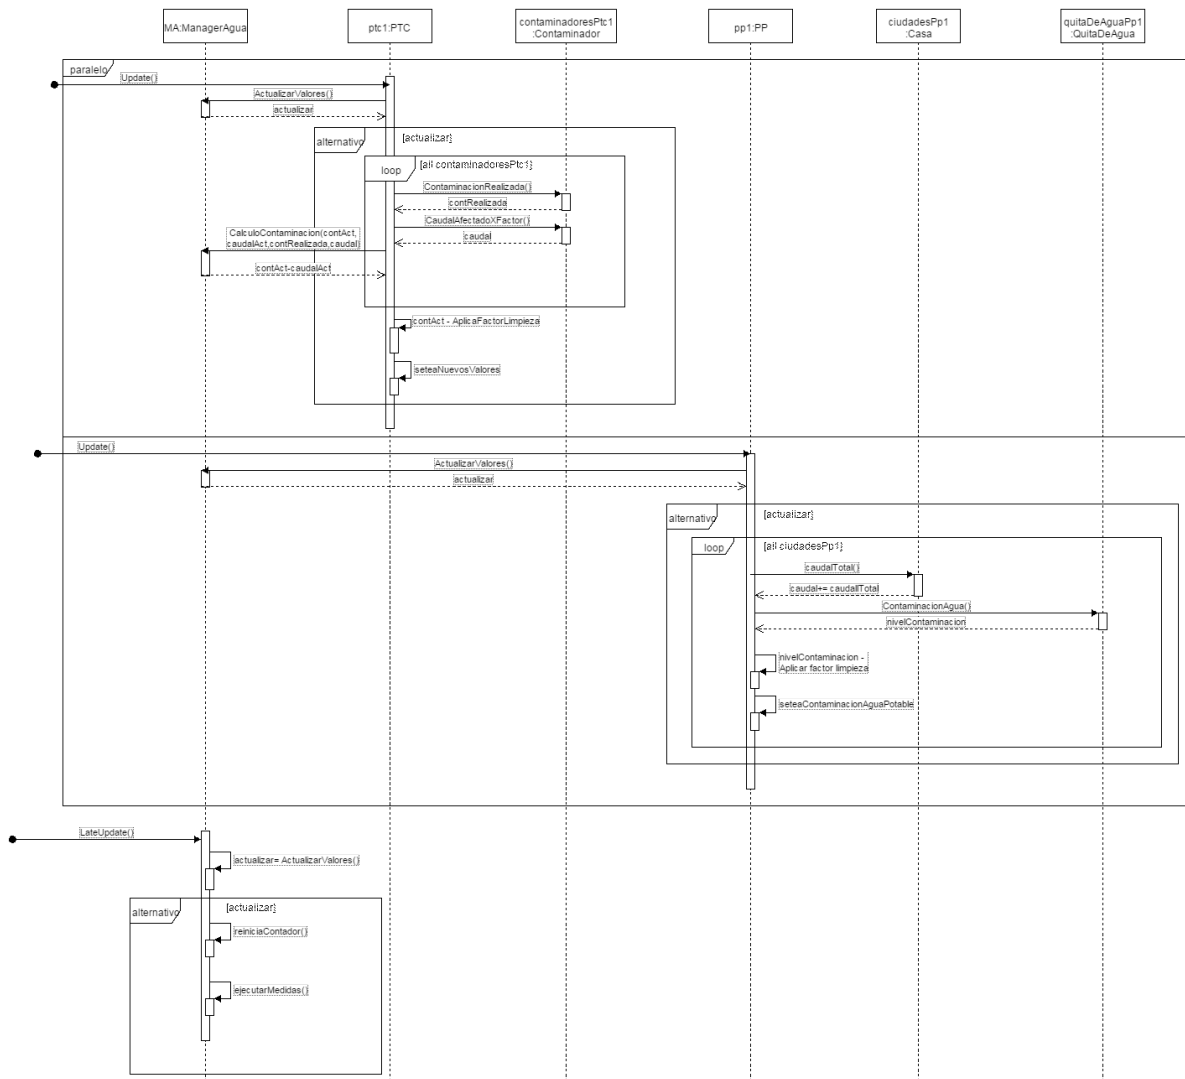 MA:ManagerAgua
ptc1:PTC
contaminadoresPtc1
:Contaminador
pp1:PP
ciudadesPp1
:Casa
quitaDeAguaPp1
:QuitaDeAgua
paralelo
Update()
ActualizarValores()
actualizar
alternativo
[actualizar]
loop
[all contaminadoresPtc1]
ContaminacionRealizada()
contRealizada
CaudalAfectadoXFactor()
caudal
CalculoContaminacion(contAct,
caudalAct,contRealizada,caudal)
contAct-caudalAct
contAct - AplicaFactorLimpieza
seteaNuevosValores
Update()
ActualizarValores()
actualizar
alternativo
[actualizar]
loop
[all ciudadesPp1]
caudalTotal()
caudal+= caudallTotal
ContaminacionAgua()
nivelContaminacion
nivelContaminacion -
Aplicar factor limpieza
seteaContaminacionAguaPotable
LateUpdate()
actualizar= ActualizarValores()
alternativo
[actualizar]
reiniciaContador()
ejecutarMedidas()